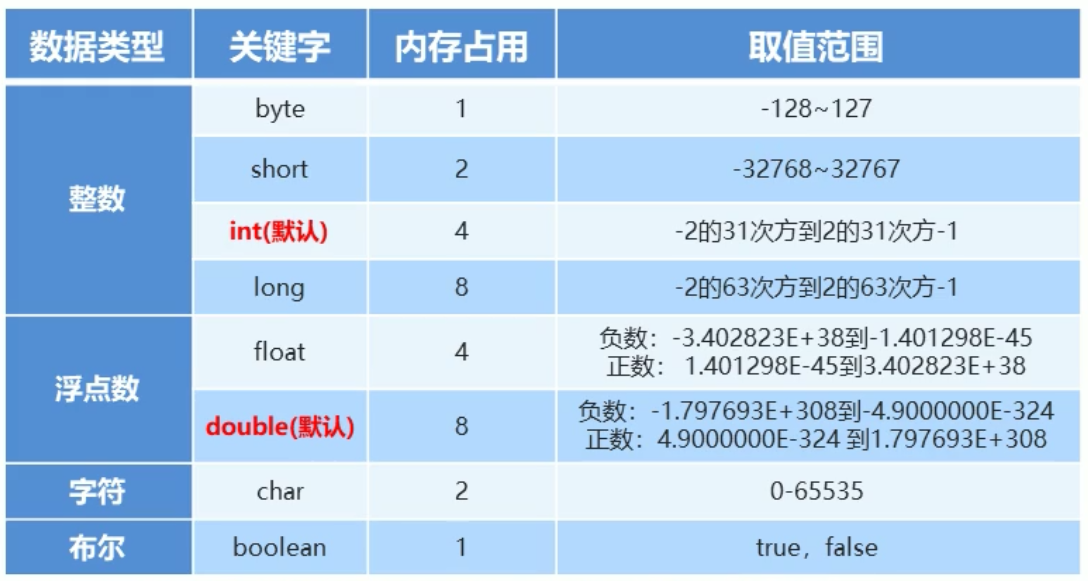 数据类型 关键字 内存占用 取值范围
整数 byte 1 -128~127
short 2 -32768~32767
int(默认) 4 -2的31次方到2的31次方-1
long 8 -2的63次方到2的63次方-1
浮点数 float 4 负数：-3.402823E+38到-1.401298E-45
正数： 1.401298E-45到3.402823E+38
double(默认) 8 负数：-1.797693E+308到-4.9000000E-324
正数：4.9000000E-324 到1.797693E+308
字符 char 2 0-65535
布尔 boolean 1 true，false